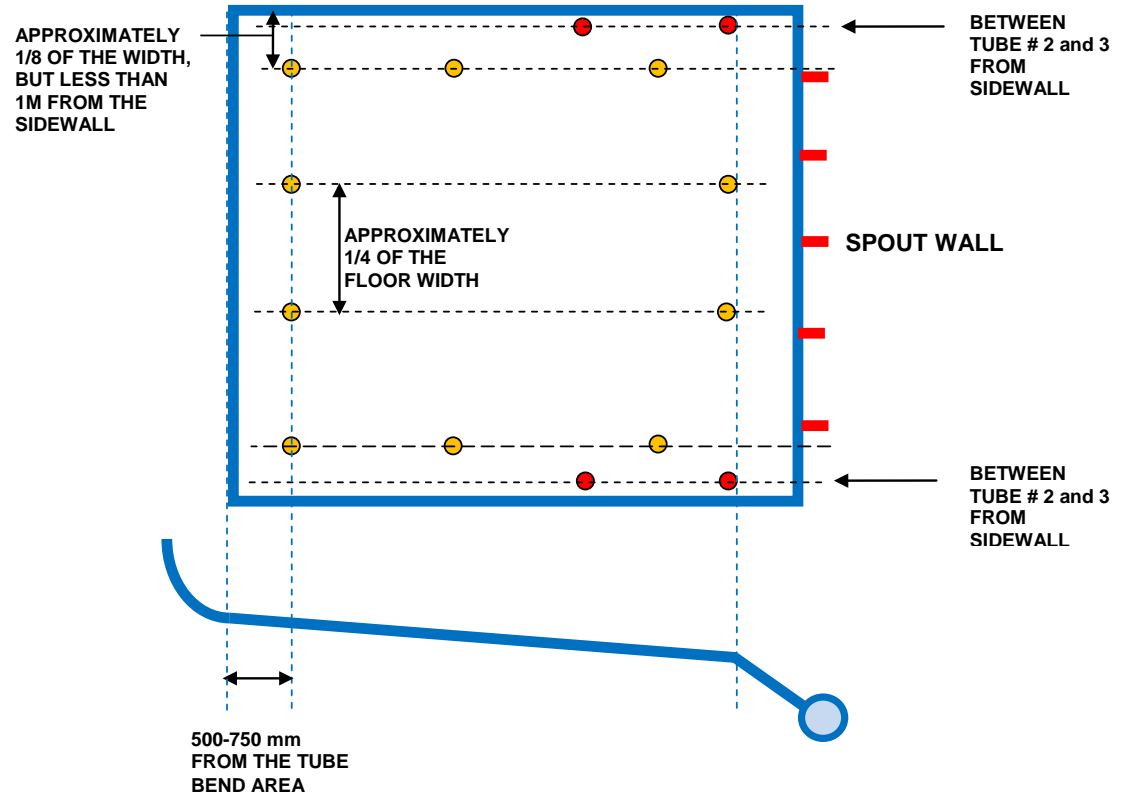 APPROXIMATELY
1/8 OF THE WIDTH,
BUT LESS THAN
1M FROM THE
SIDEWALL
BETWEEN
TUBE # 2 and 3
FROM
SIDEWALL
APPROXIMATELY
1/4 OF THE
FLOOR WIDTH
SPOUT WALL
BETWEEN
TUBE # 2 and 3
FROM
SIDEWALL
500-750 mm
FROM THE TUBE
BEND AREA